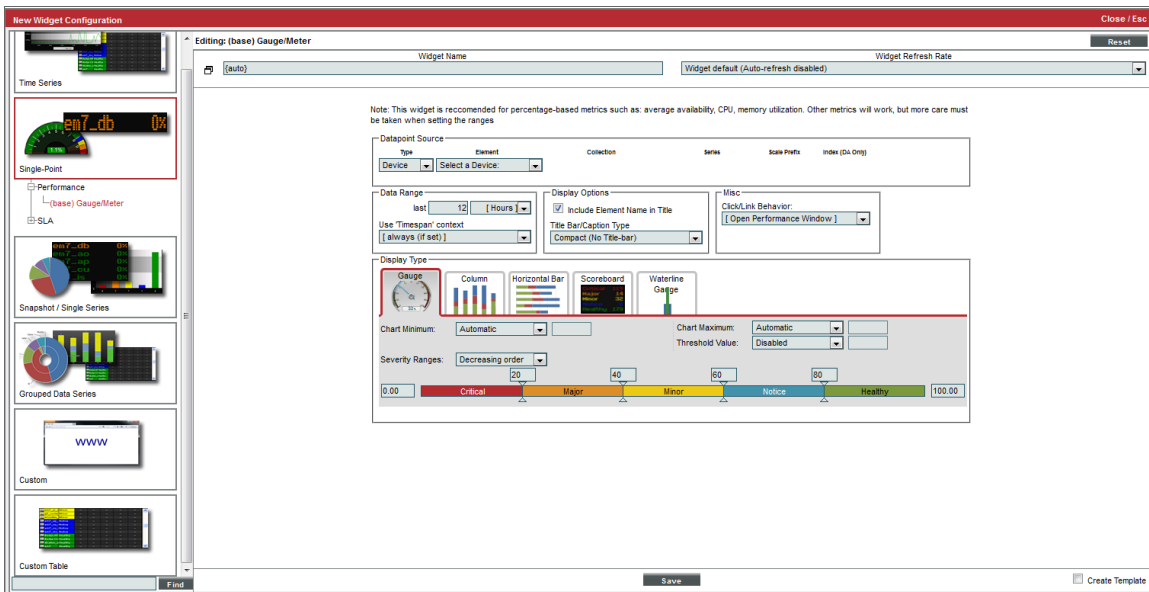 New Widget Configuration
Close / Esc
Time Series
em7_db 0%
1.1%
Single-Point
Performance
(base) Gauge/Meter
SLA
em7_db 0%
Snapshot / Single Series
Grouped Data Series
www
Custom
Custom Table
Find
Editing: (base) Gauge/Meter
Reset
Widget Name
Widget Refresh Rate
{auto}
Widget default (Auto-refresh disabled)
Note: This widget is reccomended for percentage-based metrics such as: average availability, CPU, memory utilization. Other metrics will work, but more care must
be taken when setting the ranges
Datapoint Source
Type Element Collection Series Scale Prefix Index (DA Only)
Device Select a Device:
Data Range
last 12 [ Hours ]
Use 'Timespan' context
[ always (if set) ]
Display Options
Include Element Name in Title
Title Bar/Caption Type
Compact (No Title-bar)
Misc
Click/Link Behavior:
[ Open Performance Window ]
Display Type
Gauge Column Horizontal Bar Scoreboard Waterline
Gauge
Chart Minimum: Automatic
Chart Maximum: Automatic
Threshold Value: Disabled
Severity Ranges: Decreasing order
20 40 60 80
0.00 Critical Major Minor Notice Healthy 100.00
Save
Create Template